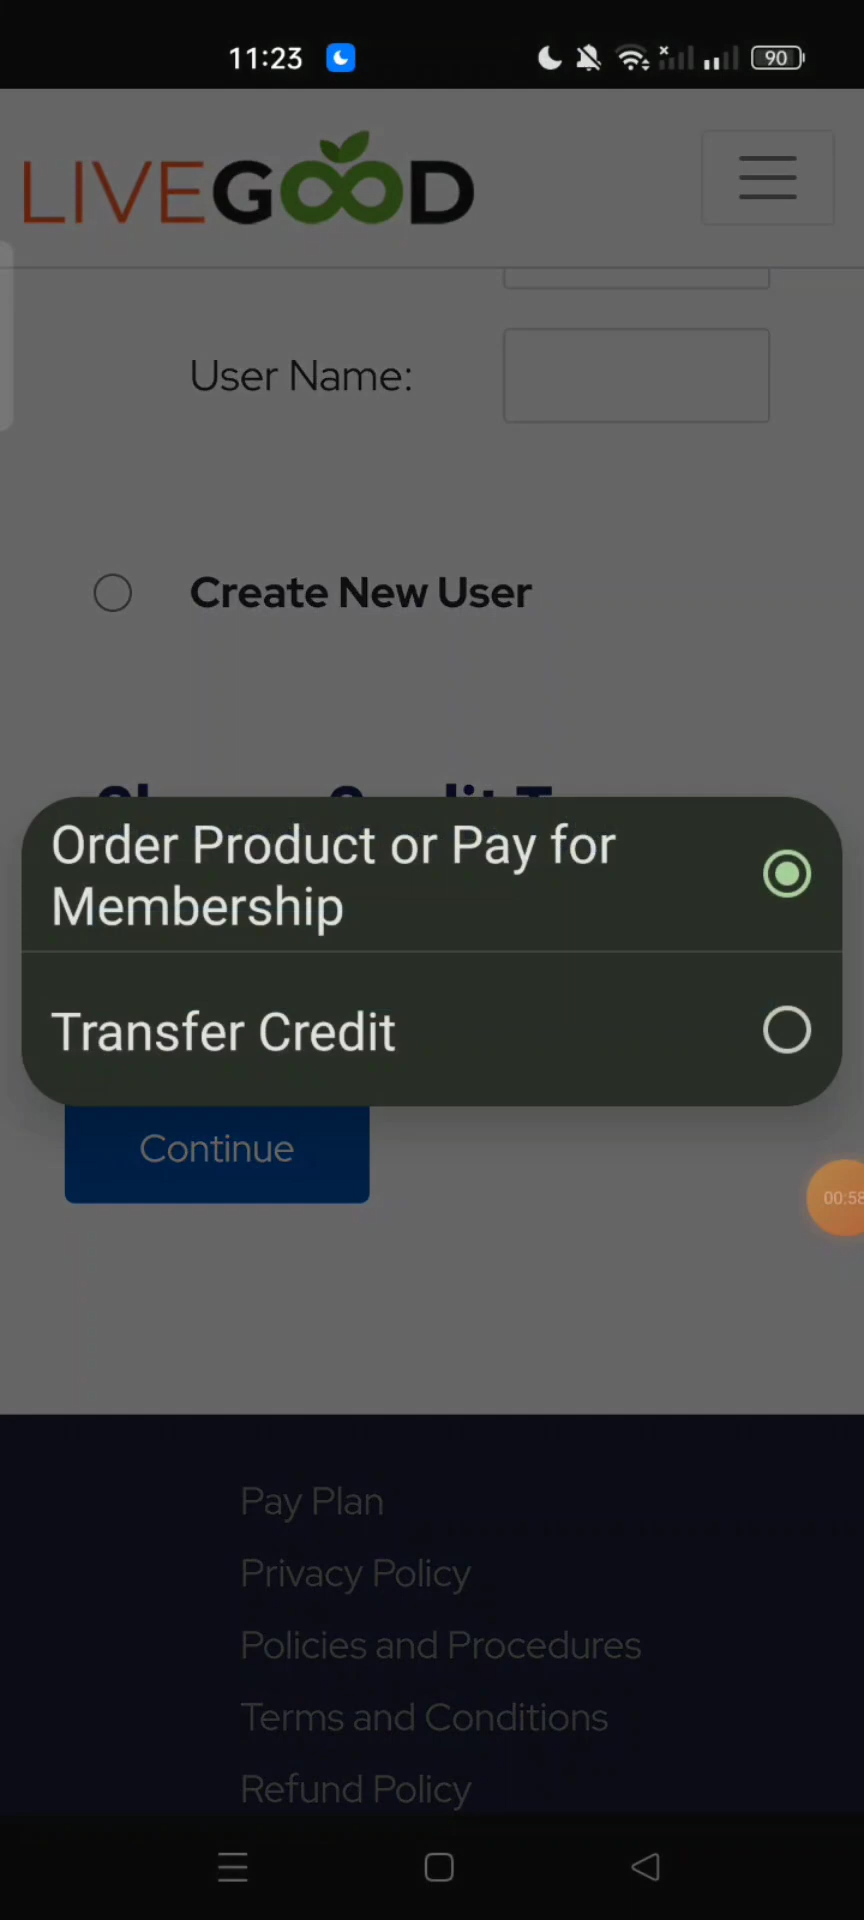 11:23
90
LIVEGOOD
User Name:
Create New User
Order Product or Pay for
Membership
Transfer Credit
Continue
00:58
Pay Plan
Privacy Policy
Policies and Procedures
Terms and Conditions
Refund Policy